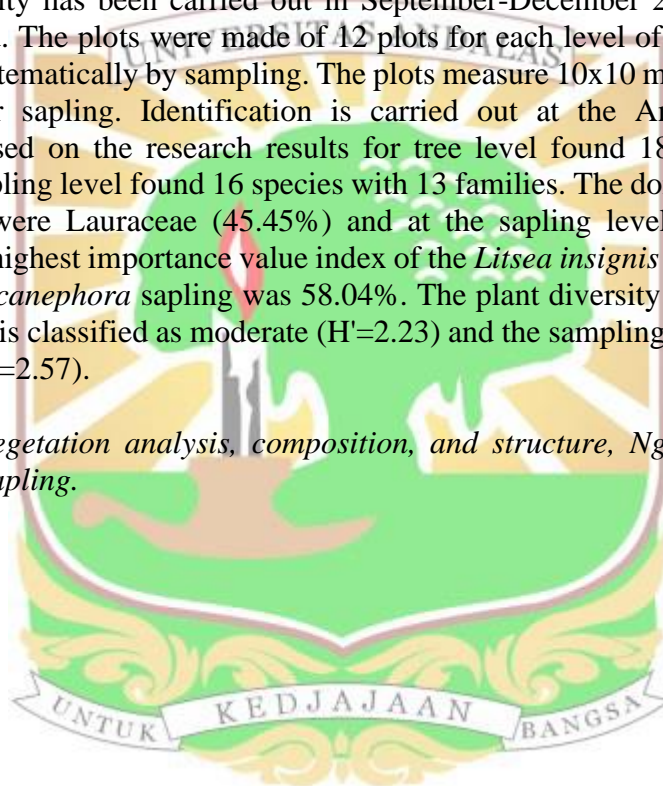 ity has been carried out in September-December 2
. The plots were made of 12 plots for each level of
UNIVERSITAS ANDALAS
tematically by sampling. The plots measure 10x10 m
r sapling. Identification is carried out at the An
sed on the research results for tree level found 18
pling level found 16 species with 13 families. The do
were Lauraceae (45.45%) and at the sapling level
highest importance value index of the Litsea insignis
canephora sapling was 58.04%. The plant diversity
is classified as moderate (H'=2.23) and the sampling
=2.57).
egetation analysis, composition, and structure, Ng
apling.
UNTUK KEDJAJAAN BANGSA